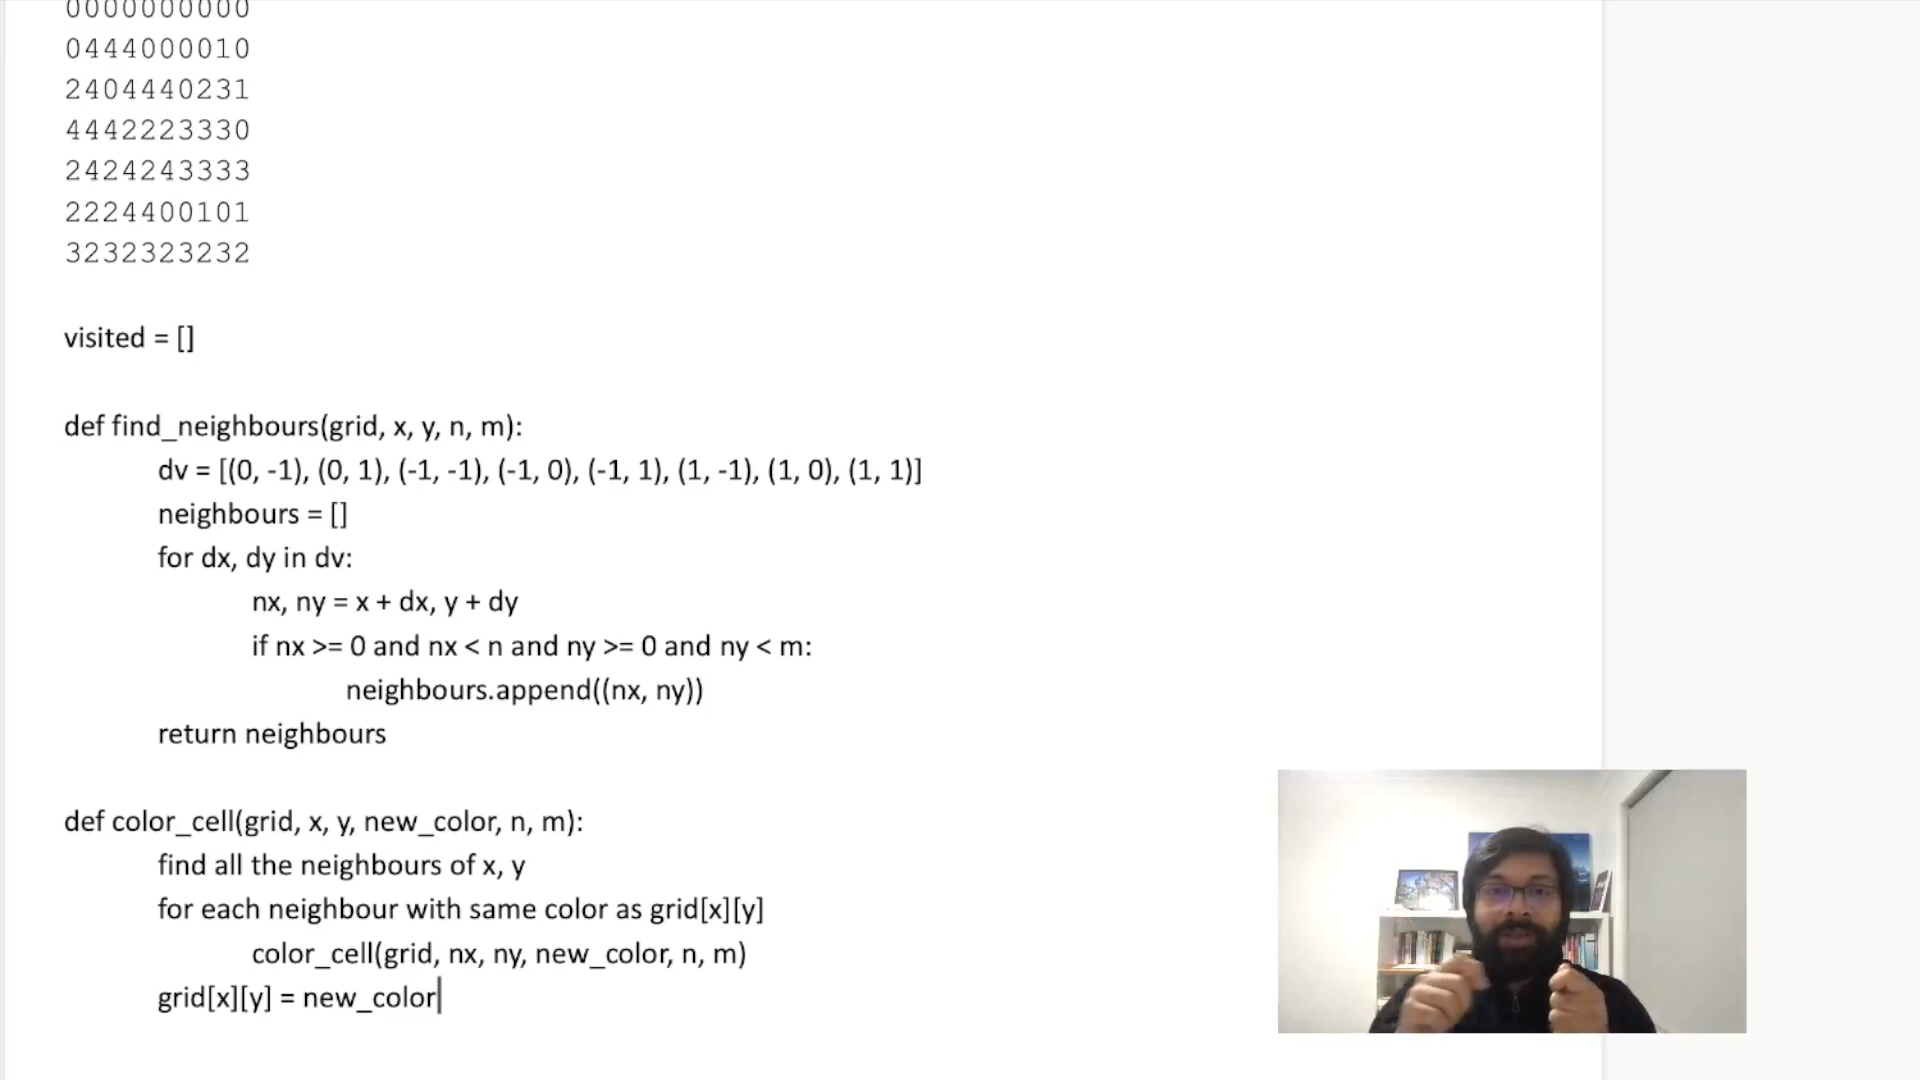 0000000000
0444000010
2404440231
4442223330
2424243333
2224400101
3232323232
visited = []
def find_neighbours(grid, x, y, n, m):
dv = [(0, -1), (0, 1), (-1, -1), (-1, 0), (-1, 1), (1, -1), (1, 0), (1, 1)]
neighbours = []
for dx, dy in dv:
nx, ny = x + dx, y + dy
if nx >= 0 and nx < n and ny >= 0 and ny < m:
neighbours.append((nx, ny))
return neighbours
def color_cell(grid, x, y, new_color, n, m):
find all the neighbours of x, y
for each neighbour with same color as grid[x][y]
color_cell(grid, nx, ny, new_color, n, m)
grid[x][y] = new_color